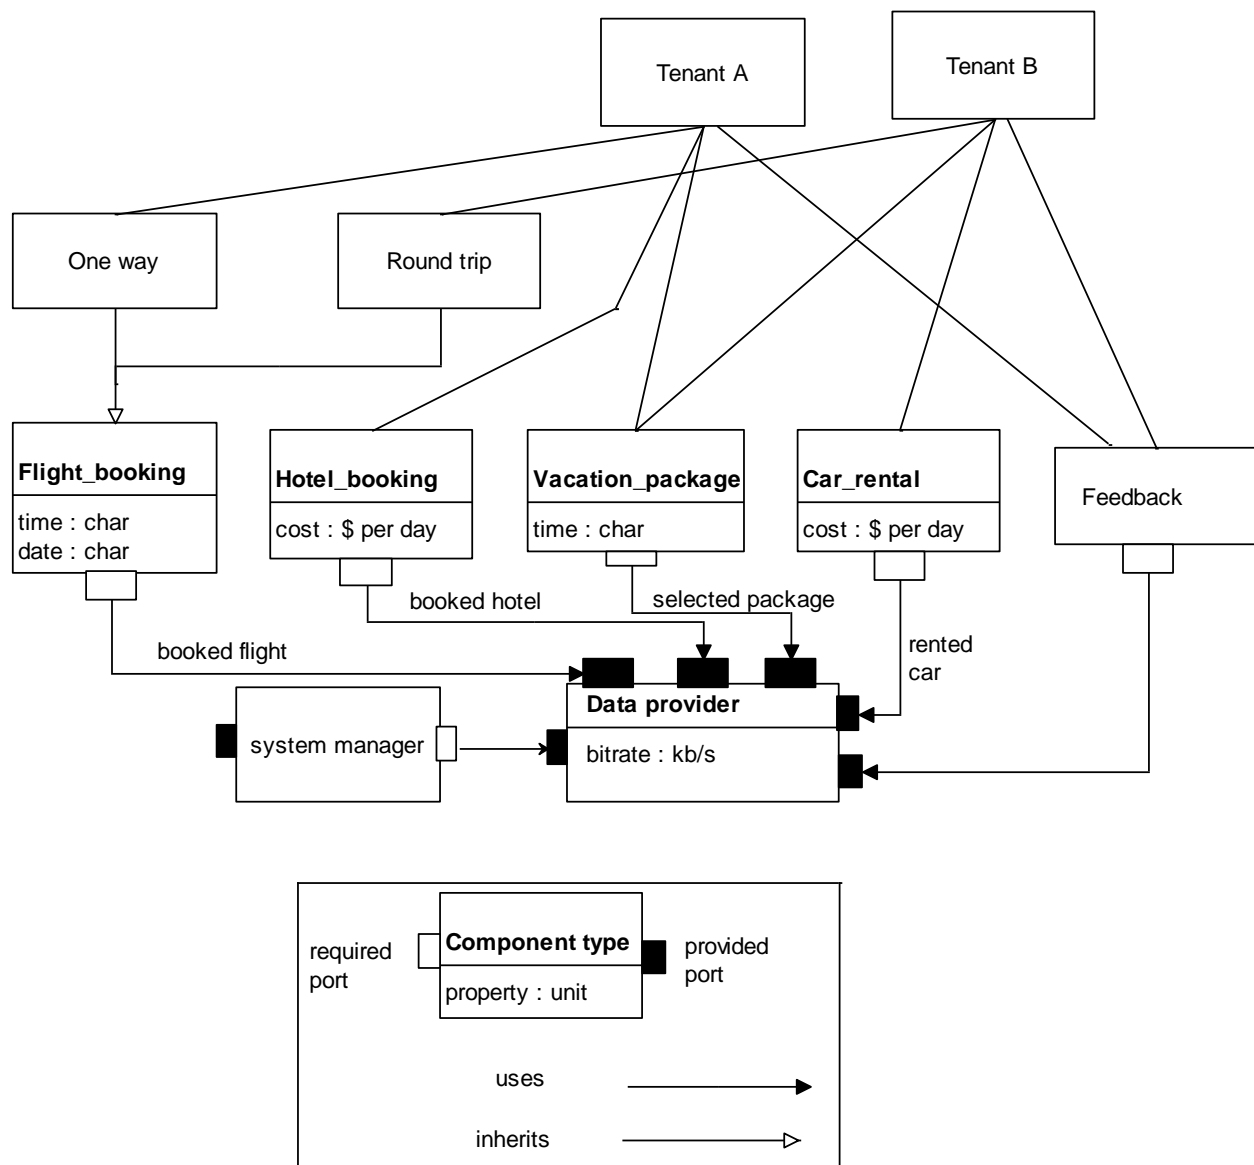 Tenant A
Tenant B
One way
Round trip
Flight_booking
time : char
date : char
Hotel_booking
cost : $ per day
Vacation_package
time : char
Car_rental
cost : $ per day
Feedback
booked hotel
selected package
booked flight
rented
car
system manager
Data provider
bitrate : kb/s
required
port
Component type
property : unit
provided
port
uses
inherits